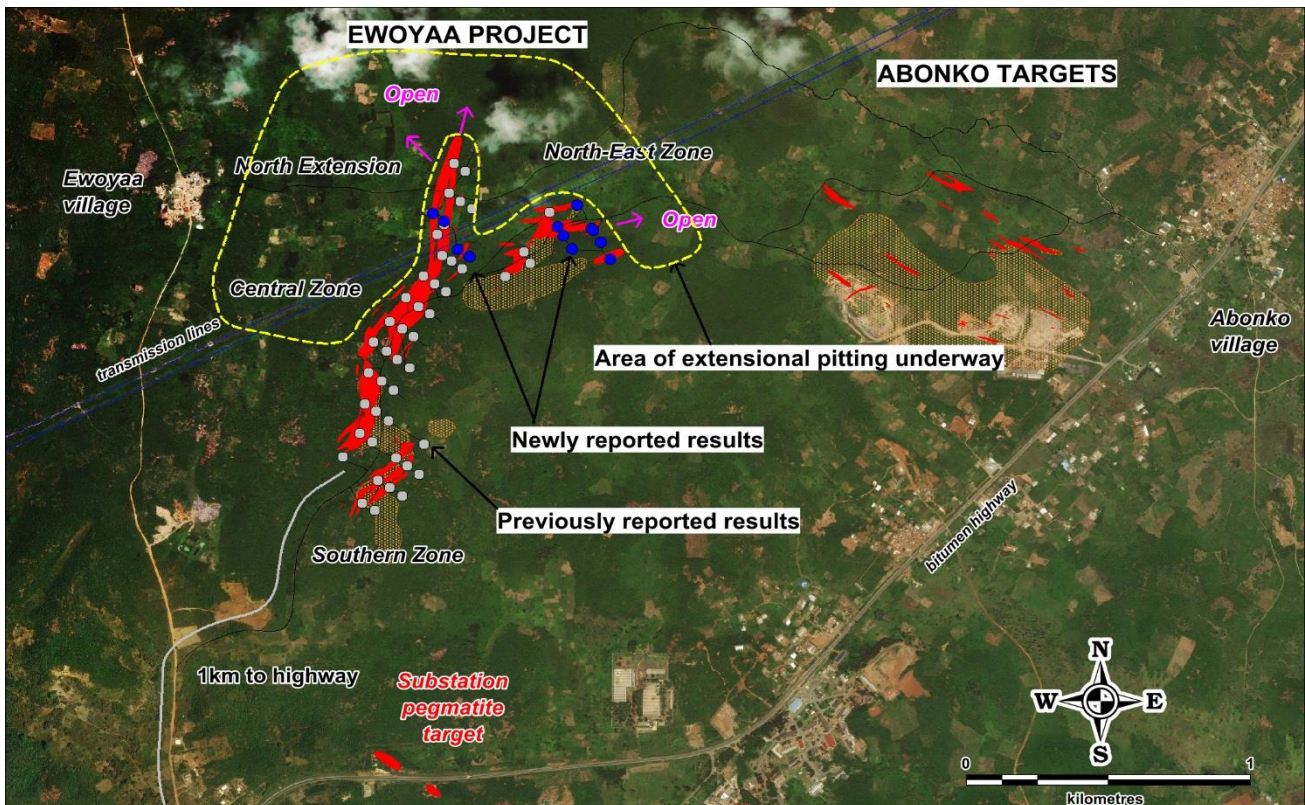 EWOYAA PROJECT
ABONKO TARGETS
Open
North Extension
North-East Zone
Ewoyaa
village
Open
Central Zone
transmission lines
Abonko
village
Area of extensional pitting underway
Newly reported results
Previously reported results
bitumen highway
Southern Zone
1km to highway
Substation
pegmatite
target
N
W
E
S
0
1
kilometres